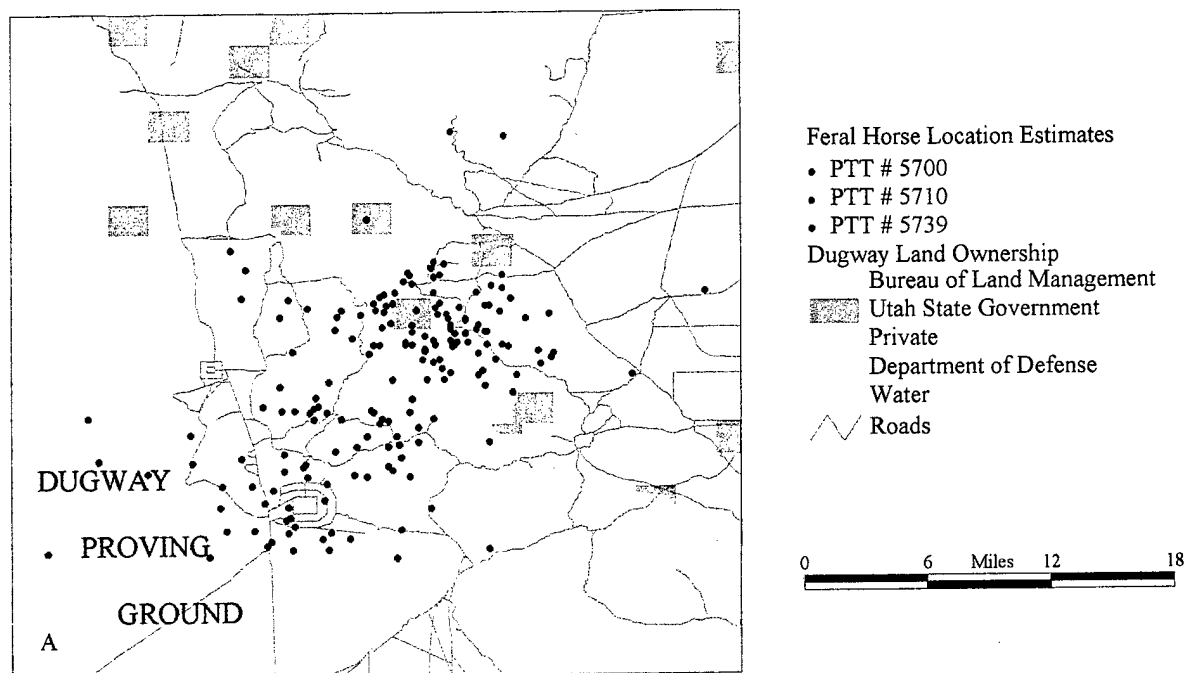 DUGWAY
PROVING
GROUND
A
Feral Horse Location Estimates
• PTT # 5700
• PTT # 5710
• PTT # 5739
Dugway Land Ownership
Bureau of Land Management
Utah State Government
Private
Department of Defense
Water
Roads
0 6 Miles 12 18